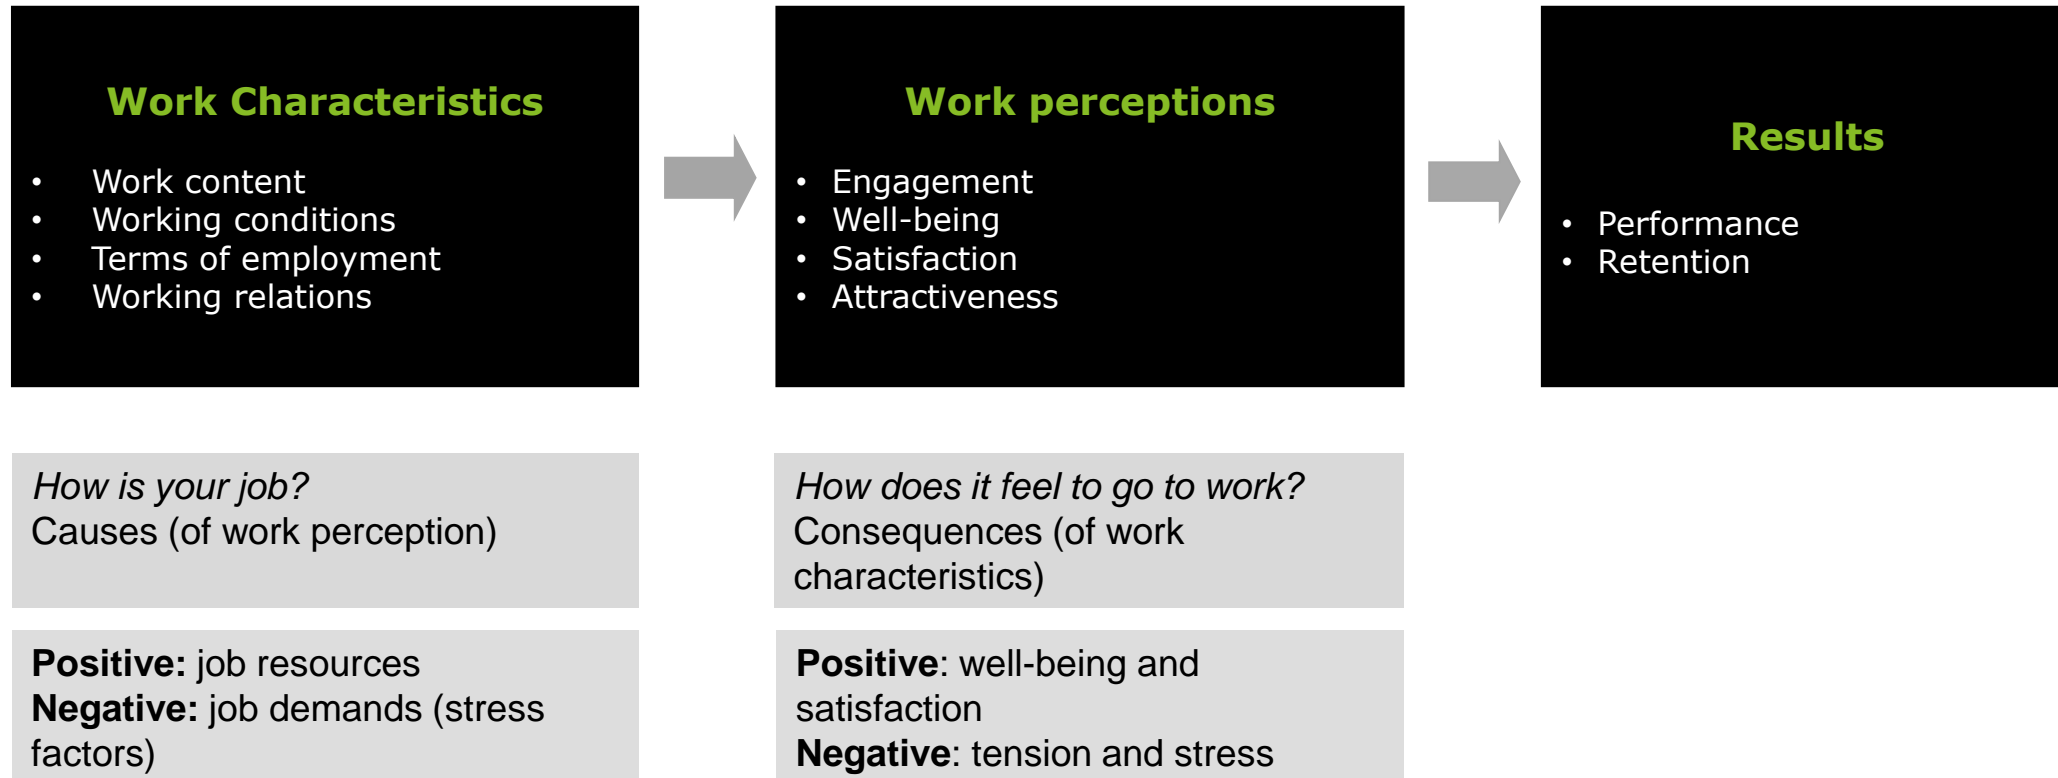 Work Characteristics
• Work content
• Working conditions
• Terms of employment
• Working relations
Work perceptions
• Engagement
• Well-being
• Satisfaction
• Attractiveness
Results
• Performance
• Retention
How is your job?
Causes (of work perception)
How does it feel to go to work?
Consequences (of work
characteristics)
Positive: job resources
Negative: job demands (stress
factors)
Positive: well-being and
satisfaction
Negative: tension and stress